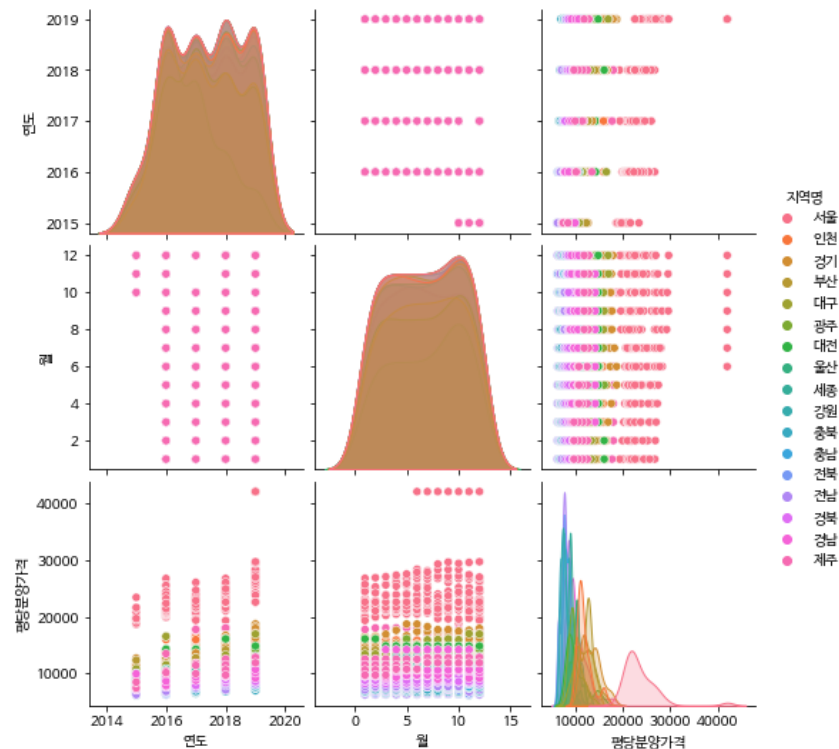 2019
2018
2017
2016
2015
연도
12
10
8
6
4
2
월
40000
30000
20000
10000
평당분양가격
2014 2016 2018 2020
연도
0 5 10 15
월
10000 20000 30000 40000
평당분양가격
지역명
서울
인천
경기
부산
대구
광주
대전
울산
세종
강원
충북
충남
전북
전남
경북
경남
제주